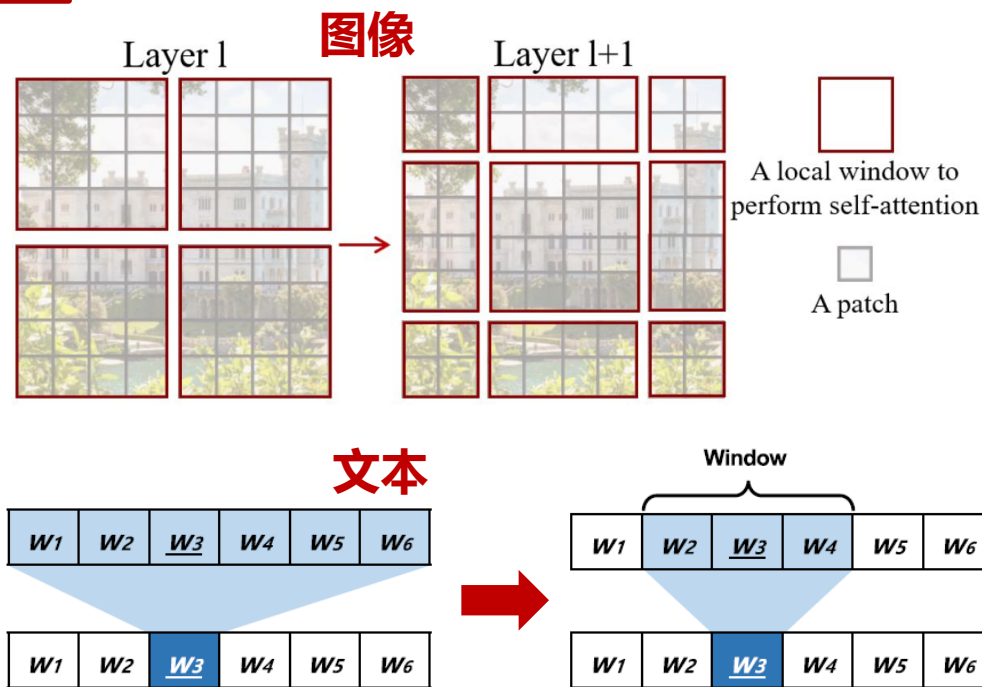 图像
Layer l
Layer l+1
A local window to
perform self-attention
A patch
文本
Window
W1 W2 W3 W4 W5 W6
W1 W2 W3 W4 W5 W6
W1 W2 W3 W4 W5 W6
W1 W2 W3 W4 W5 W6